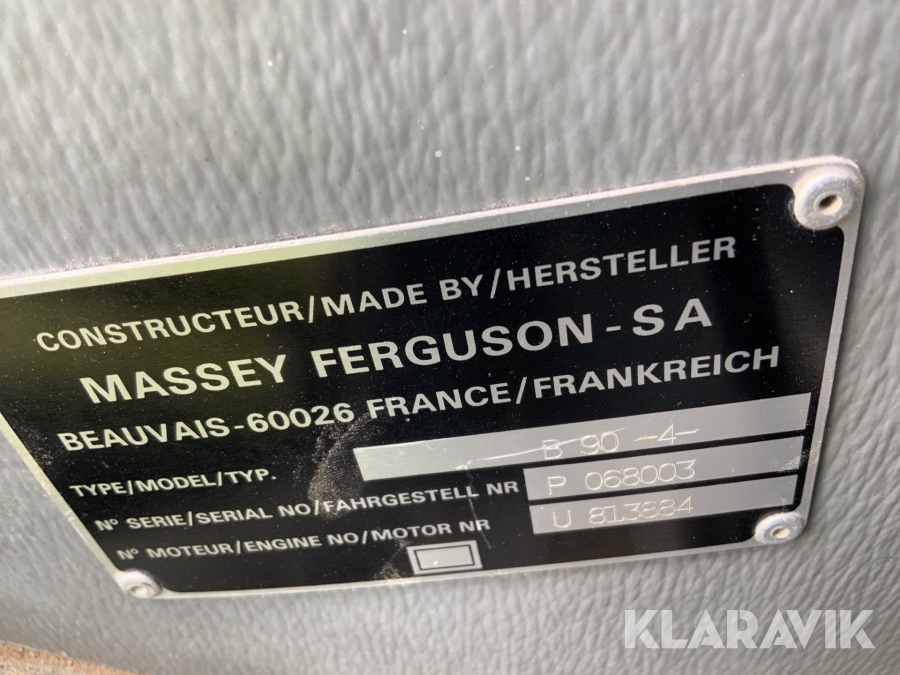 CONSTRUCTEUR/MADE BY/HERSTELLER
MASSEY FERGUSON-SA
BEAUVAIS-60026 FRANCE/FRANKREICH
TYPE/MODEL/TYP. B 90 -4-
N° SERIE/SERIAL NO/FAHRGESTELL NR P 068003
N° MOTEUR/ENGINE NO/MOTOR NR U 813884
KLARAVIK